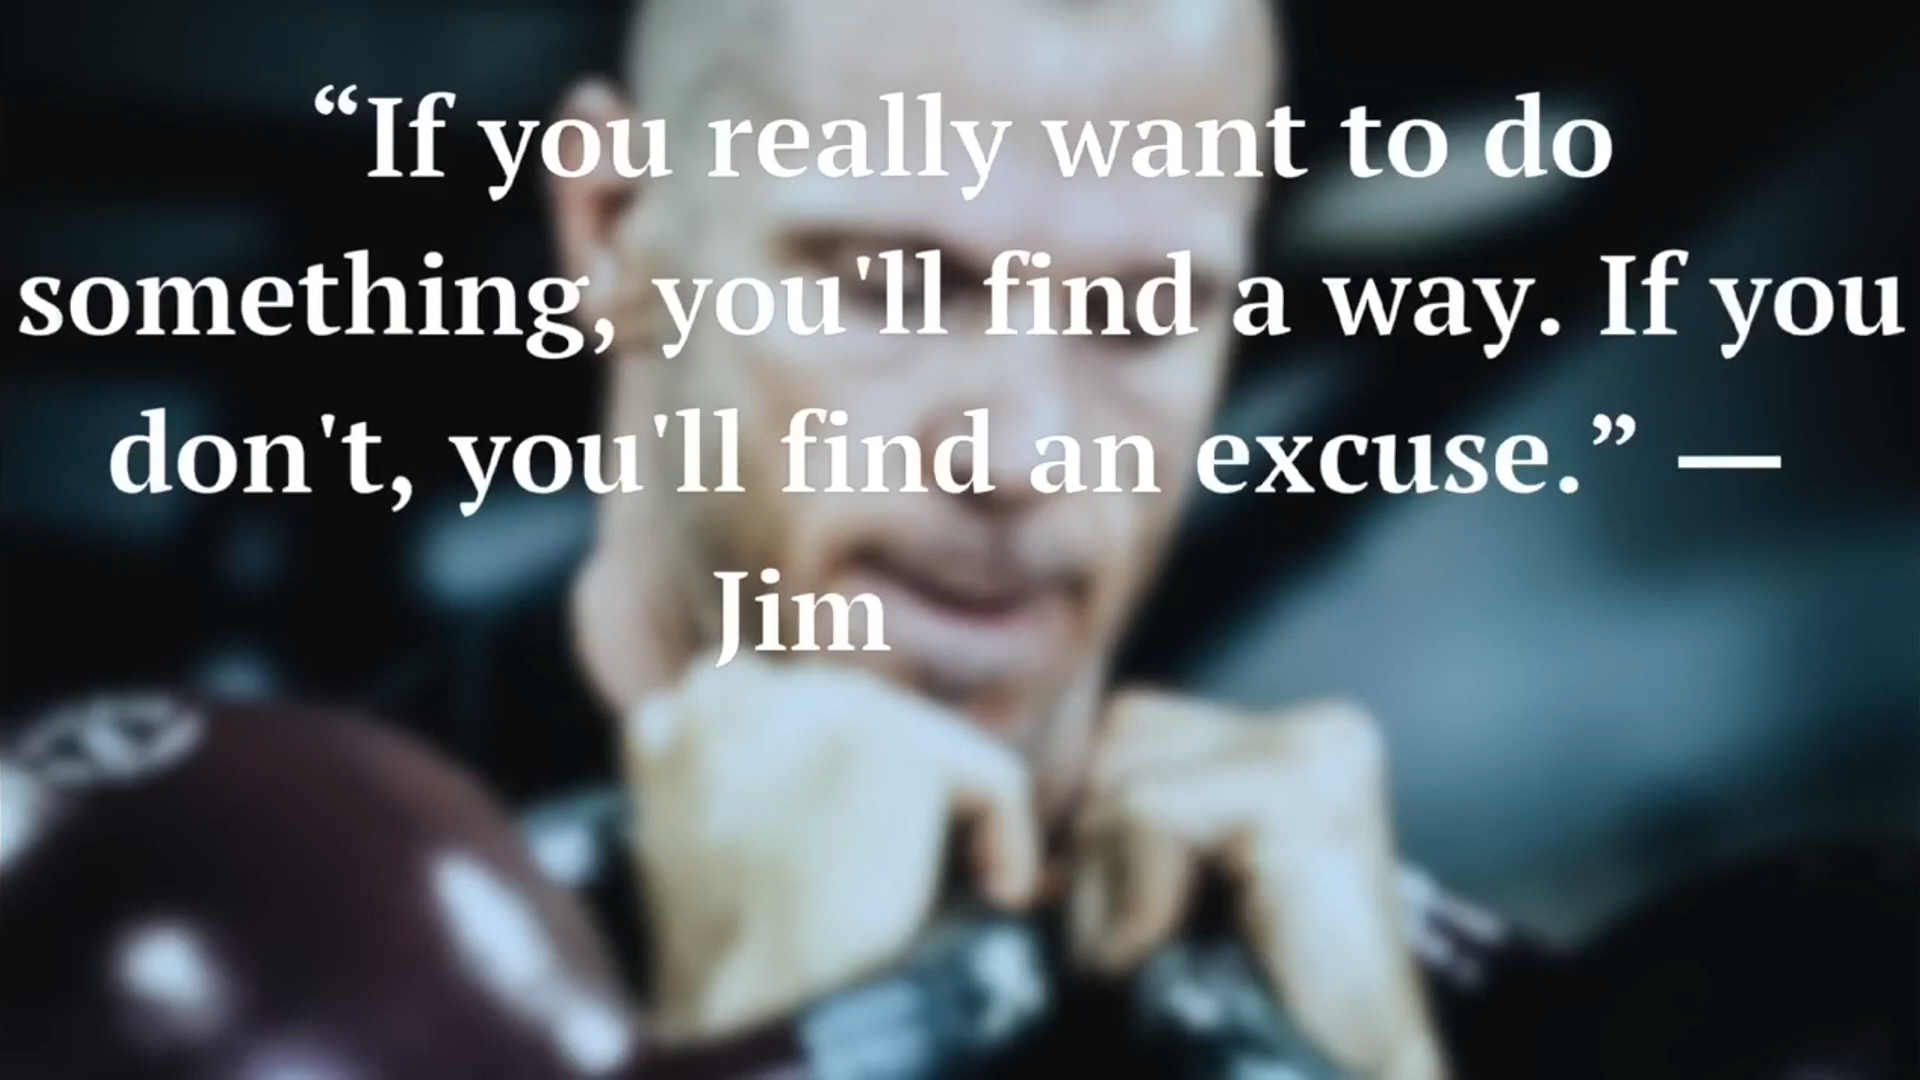 “If you really want to do
something, you'll find a way. If you
don't, you'll find an excuse.” —
Jim